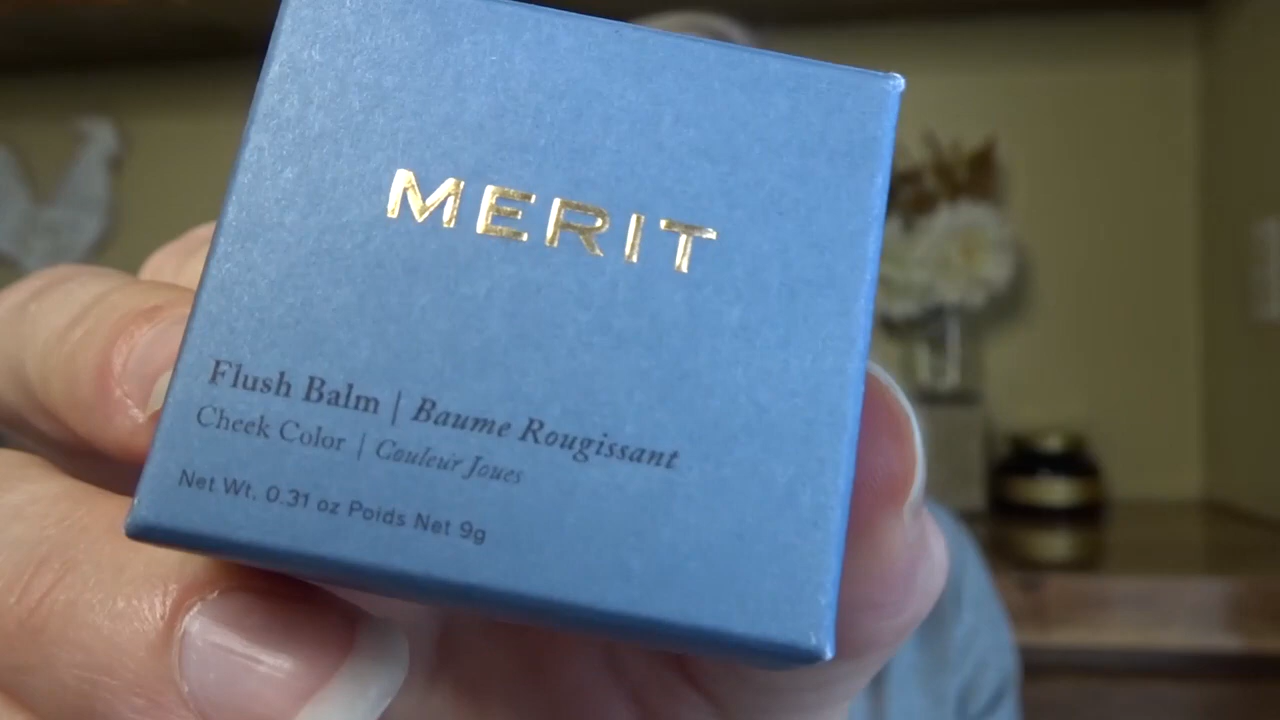 MERIT
Flush Balm | Baume Rougissant
Cheek Color | Couleur Joues
Net Wt. 0.31 oz Poids Net 9g